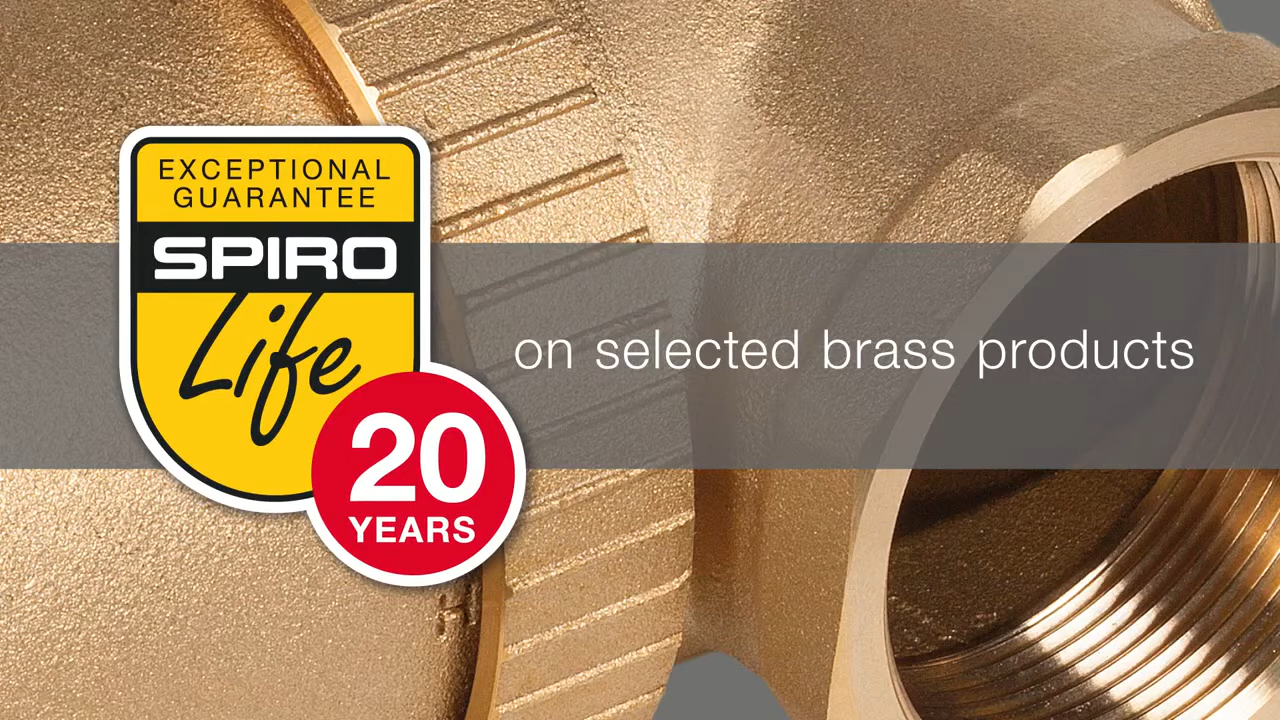 EXCEPTIONAL
GUARANTEE
SPIRO
Life
20
YEARS
on selected brass products